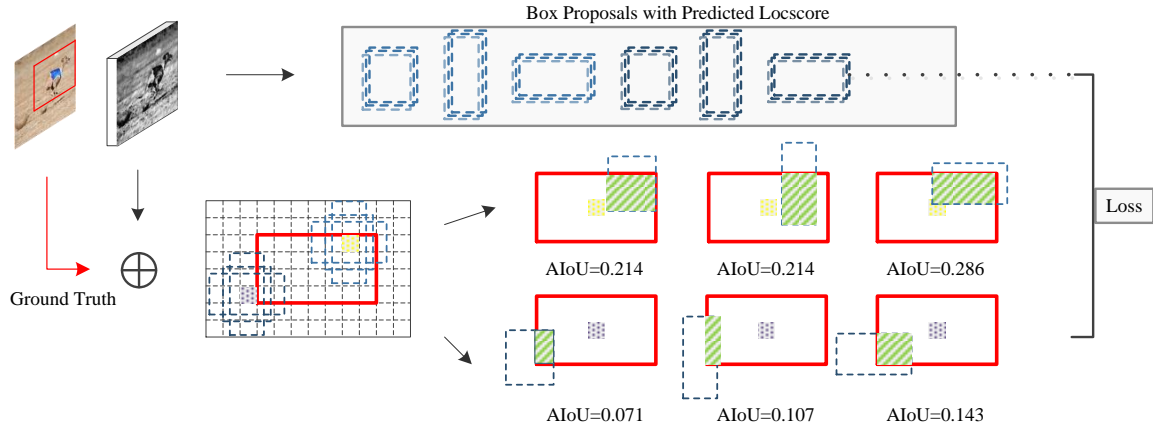 Box Proposals with Predicted Locscore
Loss
AIoU=0.214 AIoU=0.214 AIoU=0.286
Ground Truth
AIoU=0.071 AIoU=0.107 AIoU=0.143